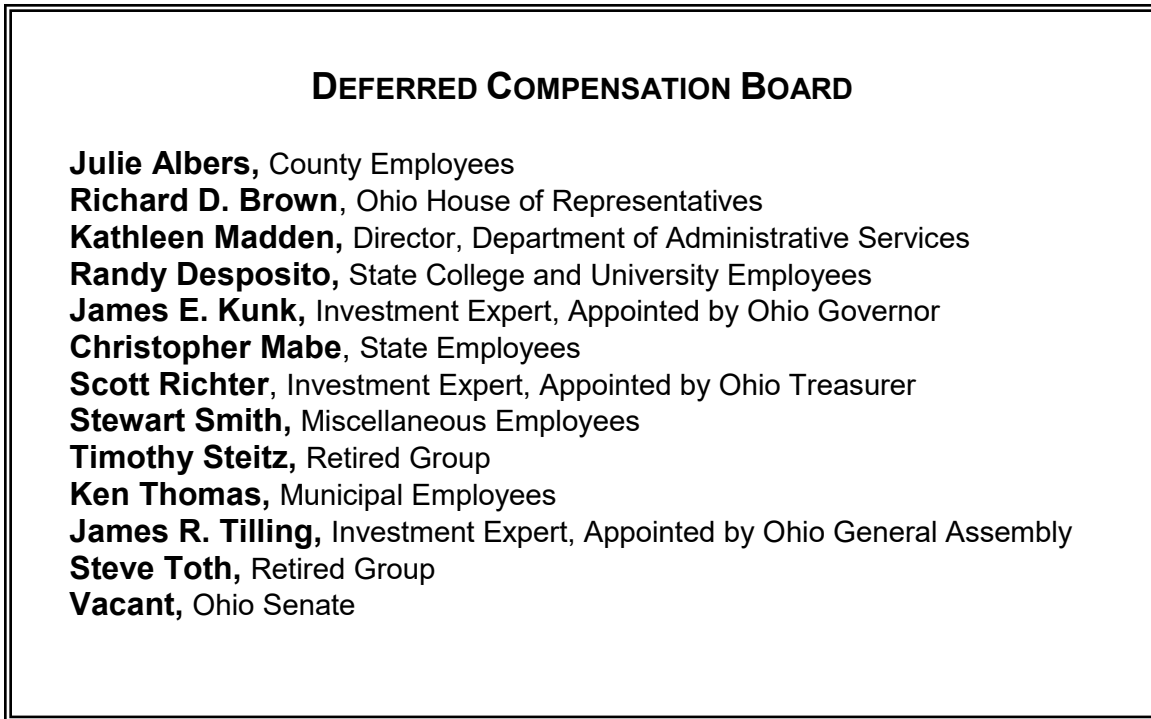 DEFERRED COMPENSATION BOARD
Julie Albers, County Employees
Richard D. Brown, Ohio House of Representatives
Kathleen Madden, Director, Department of Administrative Services
Randy Desposito, State College and University Employees
James E. Kunk, Investment Expert, Appointed by Ohio Governor
Christopher Mabe, State Employees
Scott Richter, Investment Expert, Appointed by Ohio Treasurer
Stewart Smith, Miscellaneous Employees
Timothy Steitz, Retired Group
Ken Thomas, Municipal Employees
James R. Tilling, Investment Expert, Appointed by Ohio General Assembly
Steve Toth, Retired Group
Vacant, Ohio Senate